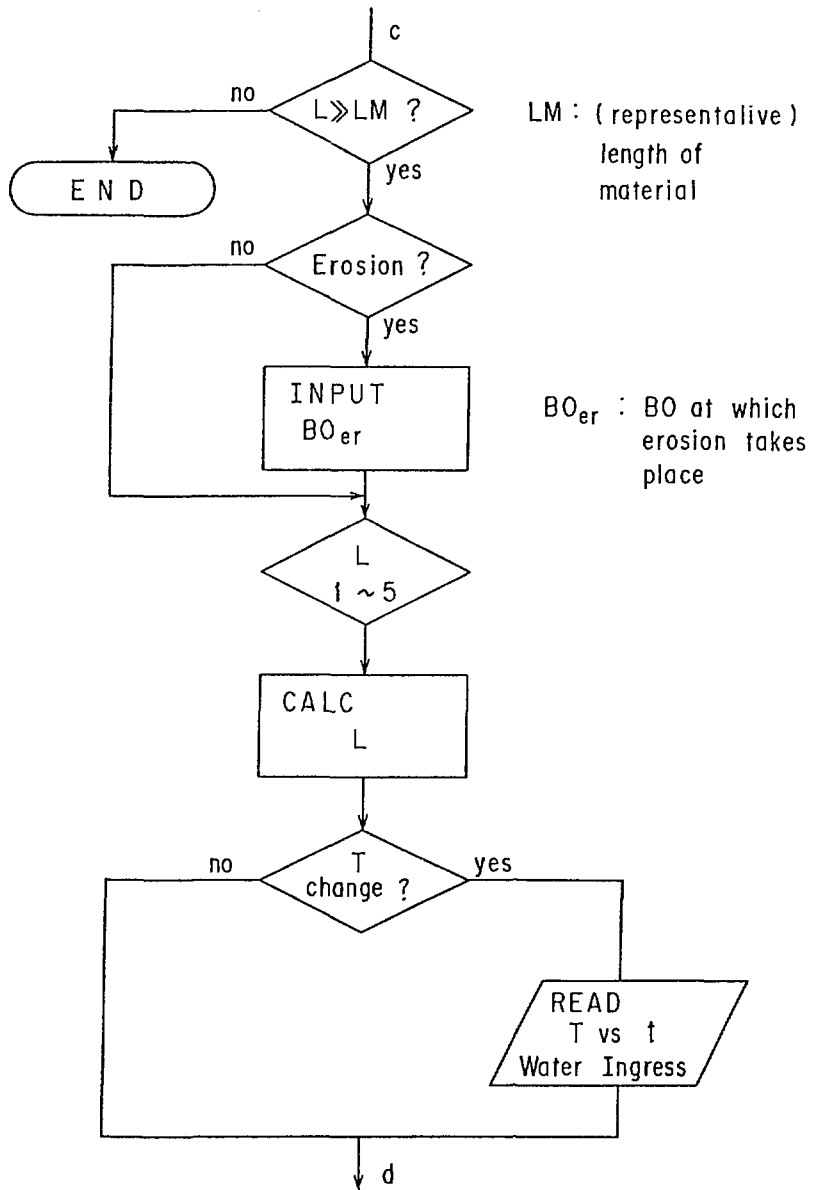 c
no
L≫LM ?
LM : (representalive)
length of
material
E N D
yes
no
Erosion ?
yes
INPUT
BOer
BOer : BO at which
erosion takes
place
L
1 ~ 5
CALC
L
no
T
change ?
yes
READ
T vs t
Water Ingress
d